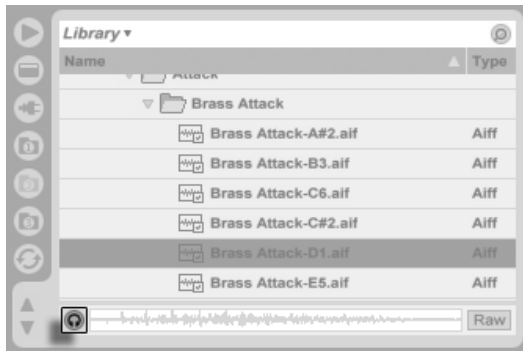 Library ▾
Name Type
Attack
Brass Attack
Brass Attack-A#2.aif Aiff
Brass Attack-B3.aif Aiff
Brass Attack-C6.aif Aiff
Brass Attack-C#2.aif Aiff
Brass Attack-D1.aif Aiff
Brass Attack-E5.aif Aiff
Raw